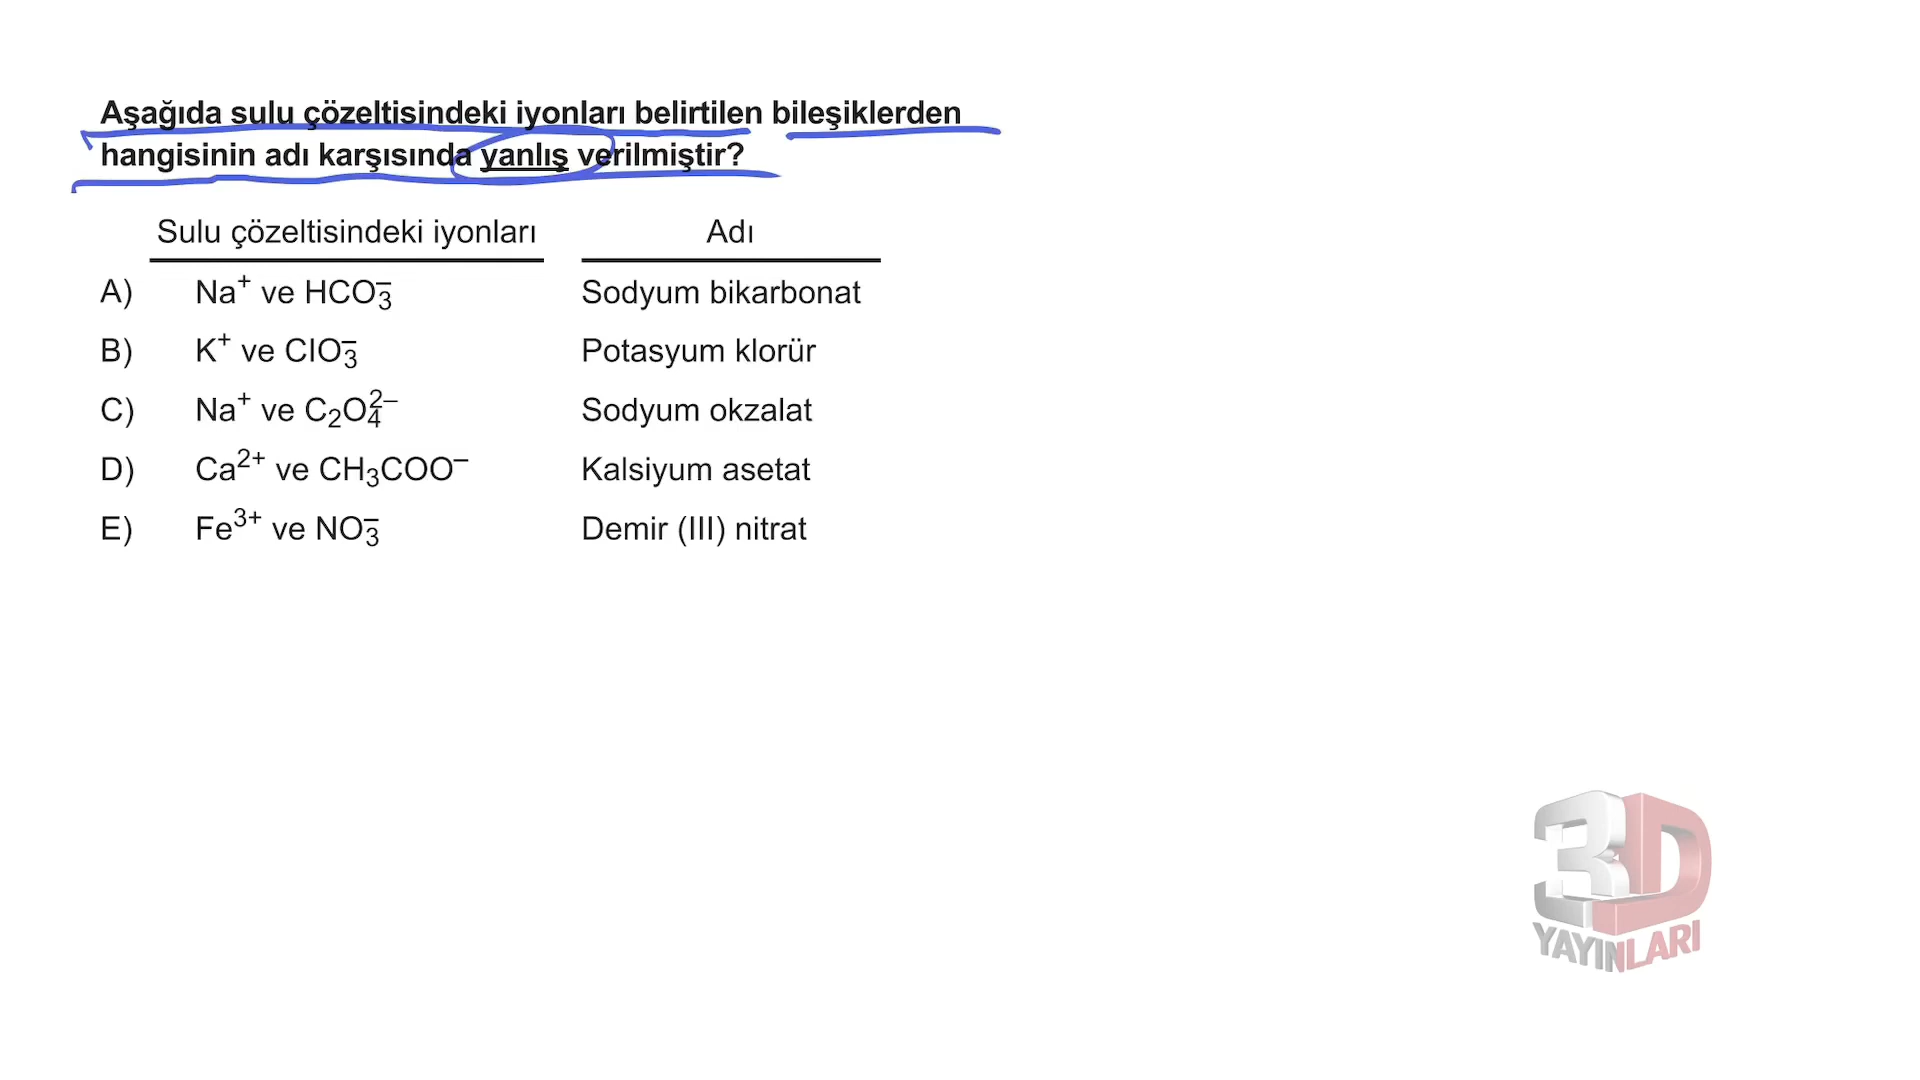 Aşağıda sulu çözeltisindeki iyonları belirtilen bileşiklerden
hangisinin adı karşısında yanlış verilmiştir?
Sulu çözeltisindeki iyonları Adı
A) Na⁺ ve HCO₃⁻ Sodyum bikarbonat
B) K⁺ ve ClO₃⁻ Potasyum klorür
C) Na⁺ ve C₂O₄²⁻ Sodyum okzalat
D) Ca²⁺ ve CH₃COO⁻ Kalsiyum asetat
E) Fe³⁺ ve NO₃⁻ Demir (III) nitrat
3D
YAYINLARI